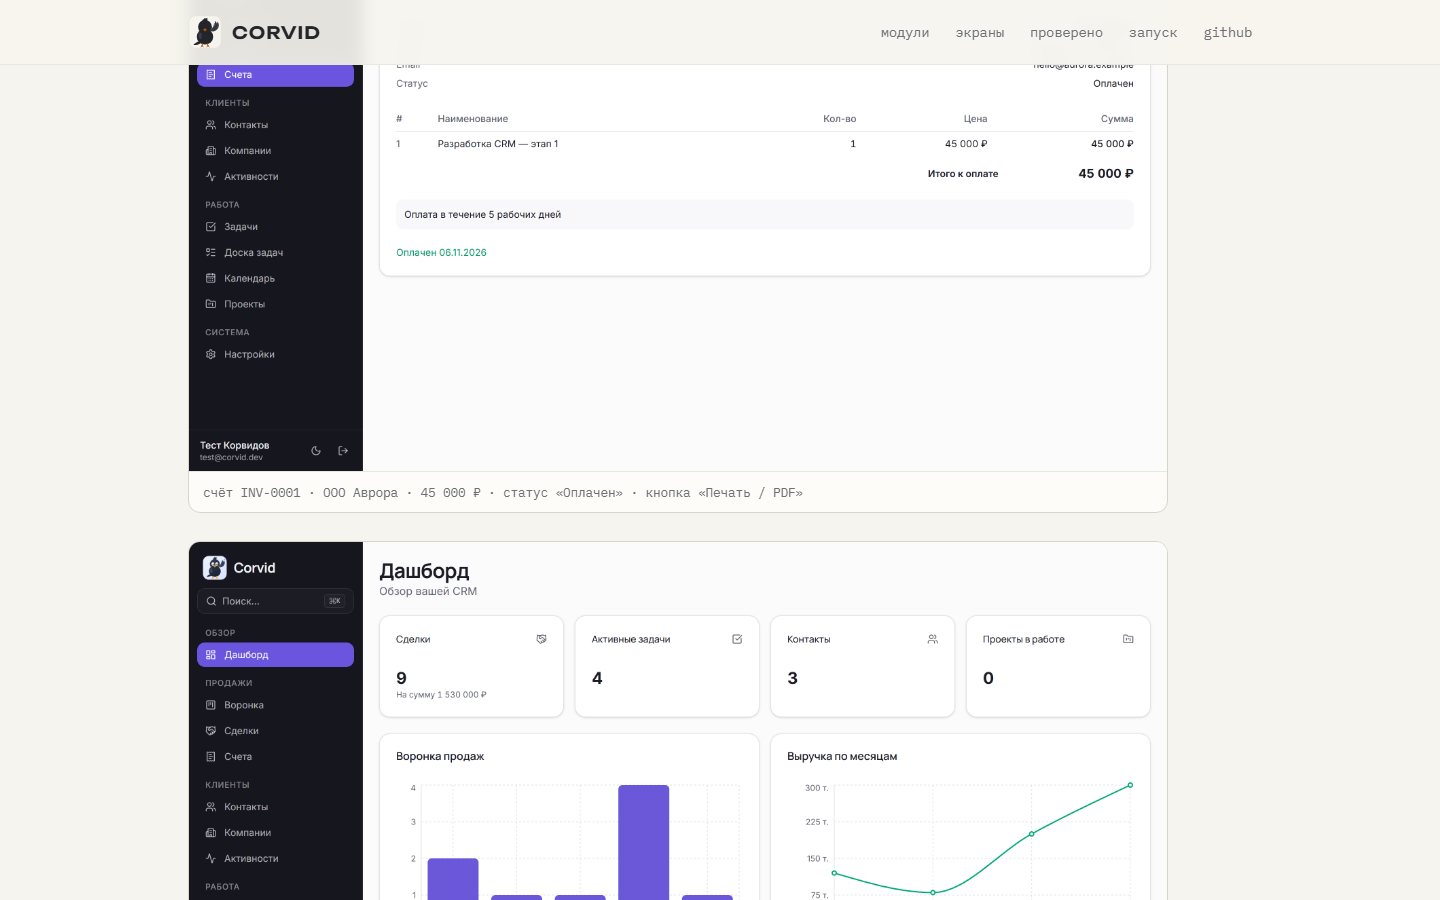 CORVID
модули экраны проверено запуск github
Счета
КЛИЕНТЫ
Контакты
Компании
Активности
РАБОТА
Задачи
Доска задач
Календарь
Проекты
СИСТЕМА
Настройки
Тест Корвидов
test@corvid.dev
Статус Оплачен
# Наименование Кол-во Цена Сумма
1 Разработка CRM — этап 1 1 45 000 ₽ 45 000 ₽
Итого к оплате 45 000 ₽
Оплата в течение 5 рабочих дней
Оплачен 06.11.2026
счёт INV-0001 · ООО Аврора · 45 000 ₽ · статус «Оплачен» · кнопка «Печать / PDF»
Corvid
Поиск... ⌘K
ОБЗОР
Дашборд
ПРОДАЖИ
Воронка
Сделки
Счета
КЛИЕНТЫ
Контакты
Компании
Активности
РАБОТА
Дашборд
Обзор вашей CRM
Сделки
9
На сумму 1 530 000 ₽
Активные задачи
4
Контакты
3
Проекты в работе
0
Воронка продаж
4
3
2
1
Выручка по месяцам
300 т.
225 т.
150 т.
75 т.